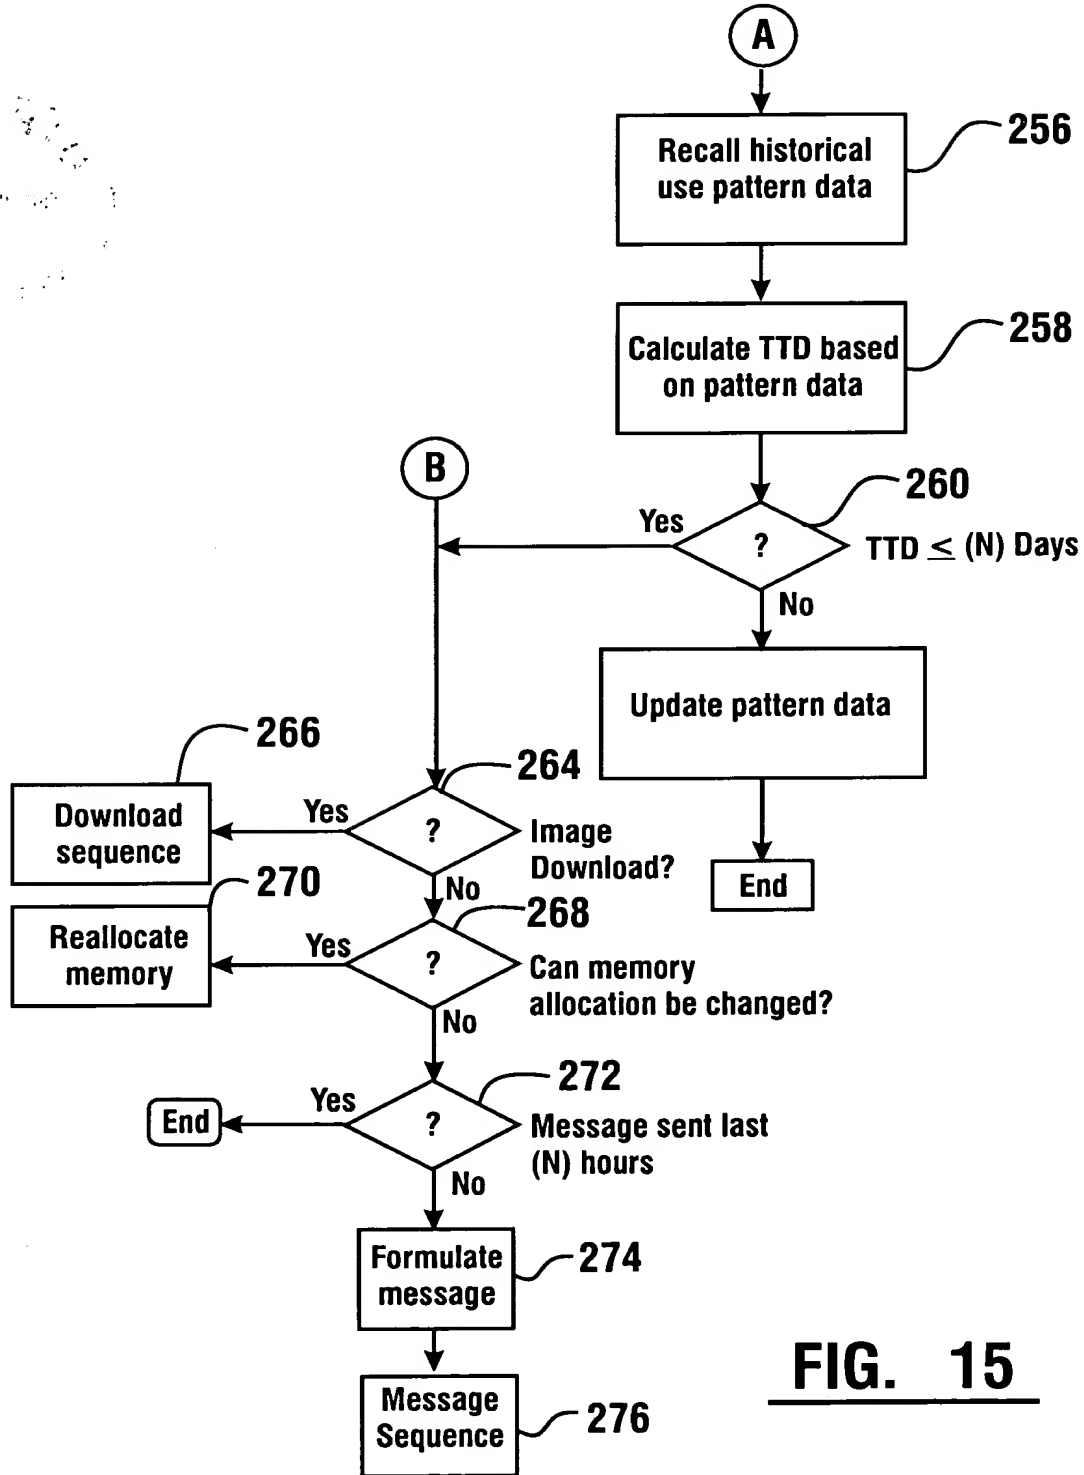 A
Recall historical
use pattern data
256
Calculate TTD based
on pattern data
258
B
260
Yes
?
TTD ≤ (N) Days
No
Update pattern data
End
266
264
Download
sequence
Yes
?
Image
Download?
No
270
268
Reallocate
memory
Yes
?
Can memory
allocation be changed?
No
272
End
Yes
?
Message sent last
(N) hours
No
Formulate
message
274
Message
Sequence
276
FIG. 15